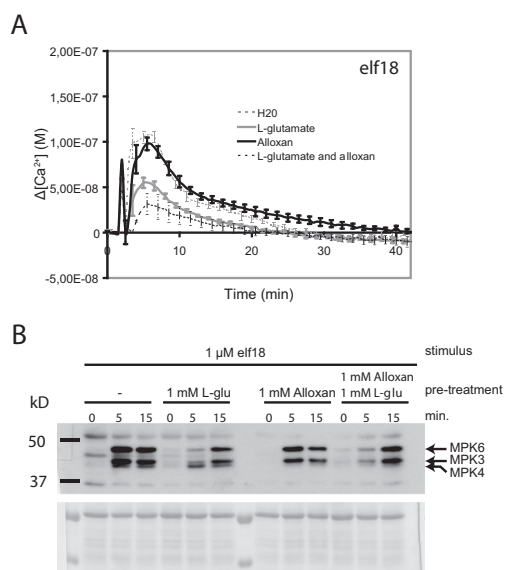 A
elf18
2,00E-07
1,50E-07
1,00E-07
5,00E-08
0
-5,00E-08
Δ[Ca²⁺] (M)
H20
L-glutamate
Alloxan
L-glutamate and alloxan
0 10 20 30 40
Time (min)
B
1 µM elf18 stimulus
- 1 mM L-glu 1 mM Alloxan 1 mM Alloxan
1 mM L-glu pre-treatment
kD 0 5 15 0 5 15 0 5 15 0 5 15 min.
50
MPK6
MPK3
MPK4
37